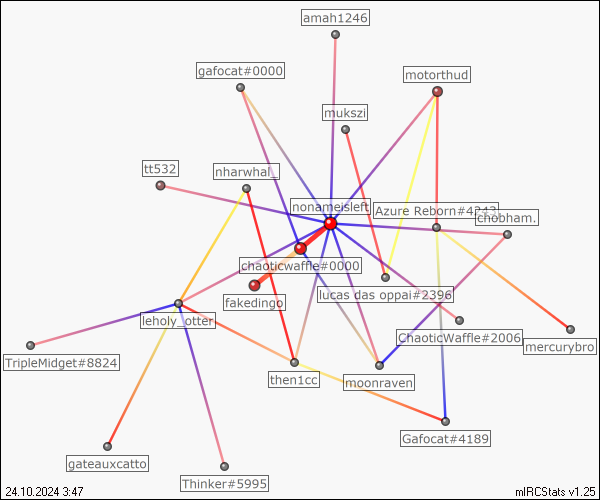 amah1246
gafocat#0000
motorthud
mukszi
tt532
nharwhal_
nonameisleft
Azure Reborn#4243
chobham.
chaoticwaffle#0000
fakedingo
lucas das oppai#2396
leholy_otter
ChaoticWaffle#2006
mercurybro
TripleMidget#8824
then1cc
moonraven
Gafocat#4189
gateauxcatto
Thinker#5995
24.10.2024 3:47
mIRCStats v1.25